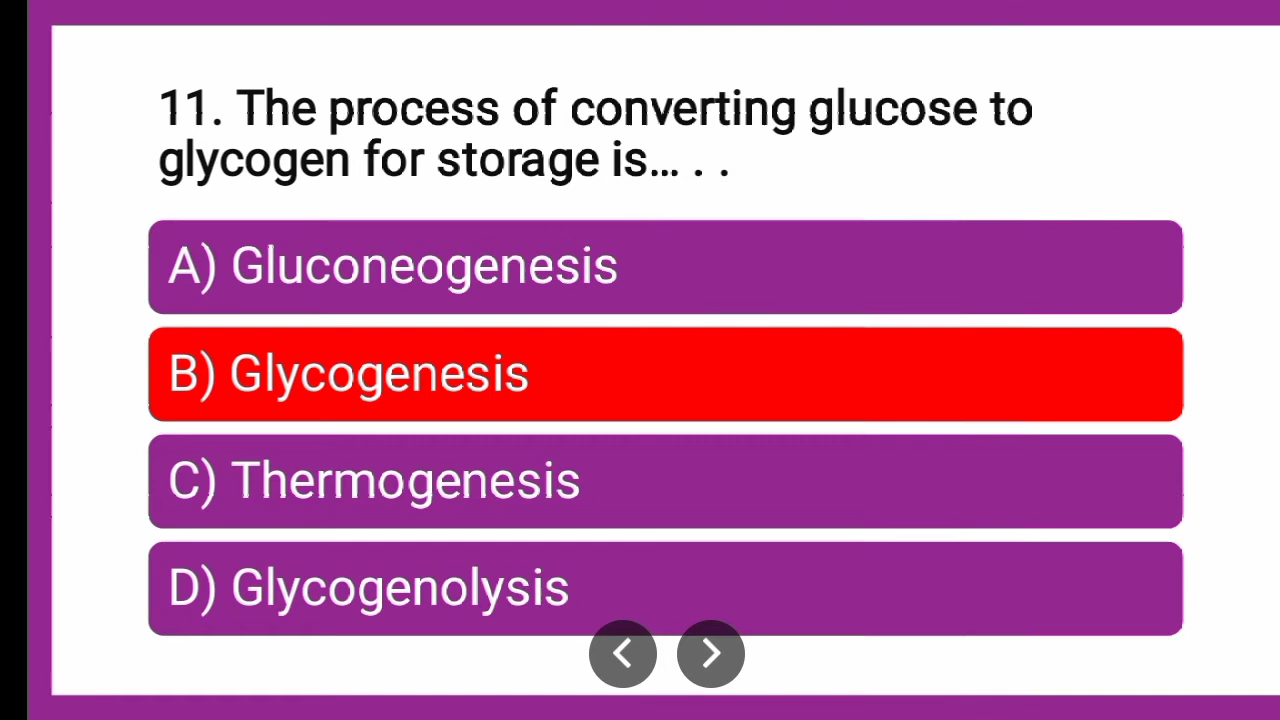 11. The process of converting glucose to
glycogen for storage is... . .
A) Gluconeogenesis
B) Glycogenesis
C) Thermogenesis
D) Glycogenolysis